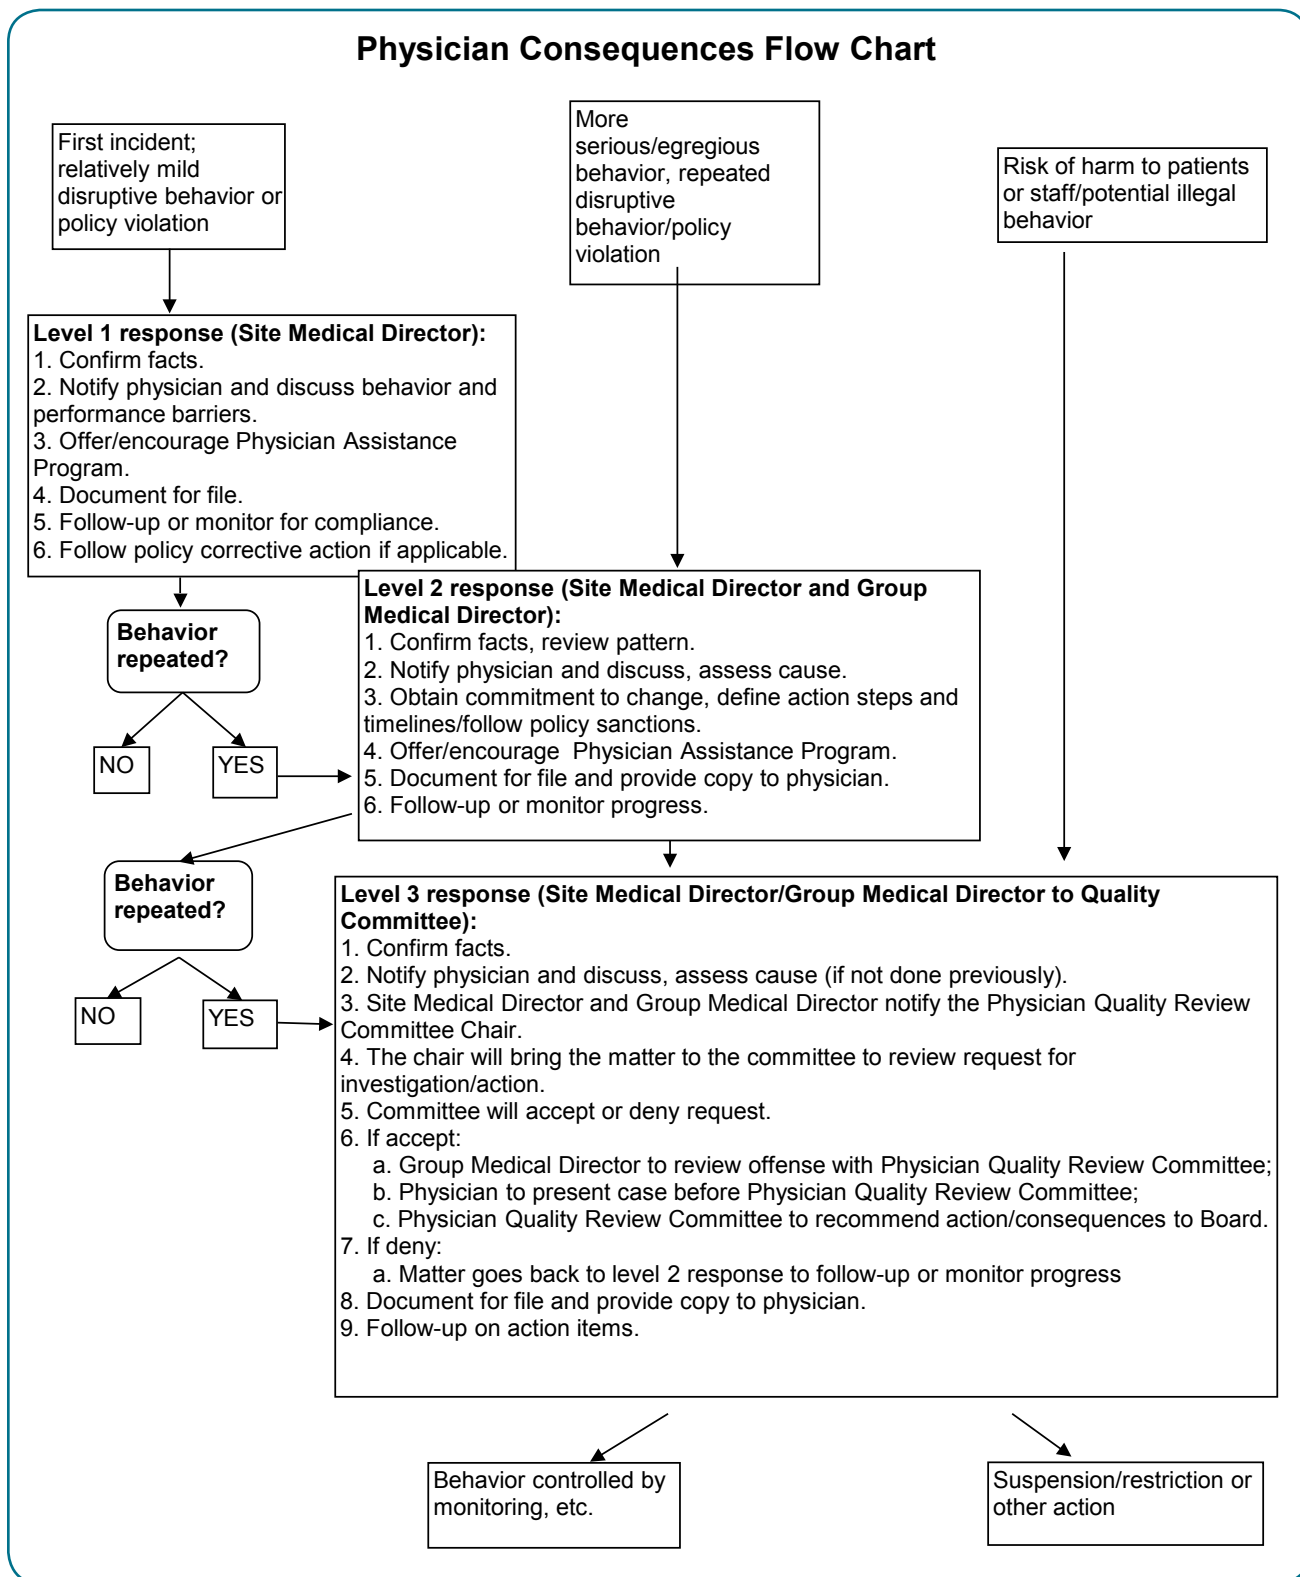 Physician Consequences Flow Chart
First incident;
relatively mild
disruptive behavior or
policy violation
More
serious/egregious
behavior, repeated
disruptive
behavior/policy
violation
Risk of harm to patients
or staff/potential illegal
behavior
Level 1 response (Site Medical Director):
1. Confirm facts.
2. Notify physician and discuss behavior and
performance barriers.
3. Offer/encourage Physician Assistance
Program.
4. Document for file.
5. Follow-up or monitor for compliance.
6. Follow policy corrective action if applicable.
Behavior
repeated?
NO
YES
Level 2 response (Site Medical Director and Group
Medical Director):
1. Confirm facts, review pattern.
2. Notify physician and discuss, assess cause.
3. Obtain commitment to change, define action steps and
timelines/follow policy sanctions.
4. Offer/encourage  Physician Assistance Program.
5. Document for file and provide copy to physician.
6. Follow-up or monitor progress.
Behavior
repeated?
NO
YES
Level 3 response (Site Medical Director/Group Medical Director to Quality
Committee):
1. Confirm facts.
2. Notify physician and discuss, assess cause (if not done previously).
3. Site Medical Director and Group Medical Director notify the Physician Quality Review
Committee Chair.
4. The chair will bring the matter to the committee to review request for
investigation/action.
5. Committee will accept or deny request.
6. If accept:
a. Group Medical Director to review offense with Physician Quality Review Committee;
b. Physician to present case before Physician Quality Review Committee;
c. Physician Quality Review Committee to recommend action/consequences to Board.
7. If deny:
a. Matter goes back to level 2 response to follow-up or monitor progress
8. Document for file and provide copy to physician.
9. Follow-up on action items.
Behavior controlled by
monitoring, etc.
Suspension/restriction or
other action